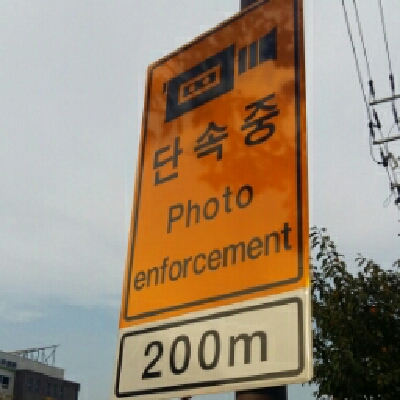 단속중
Photo
enforcement
200m